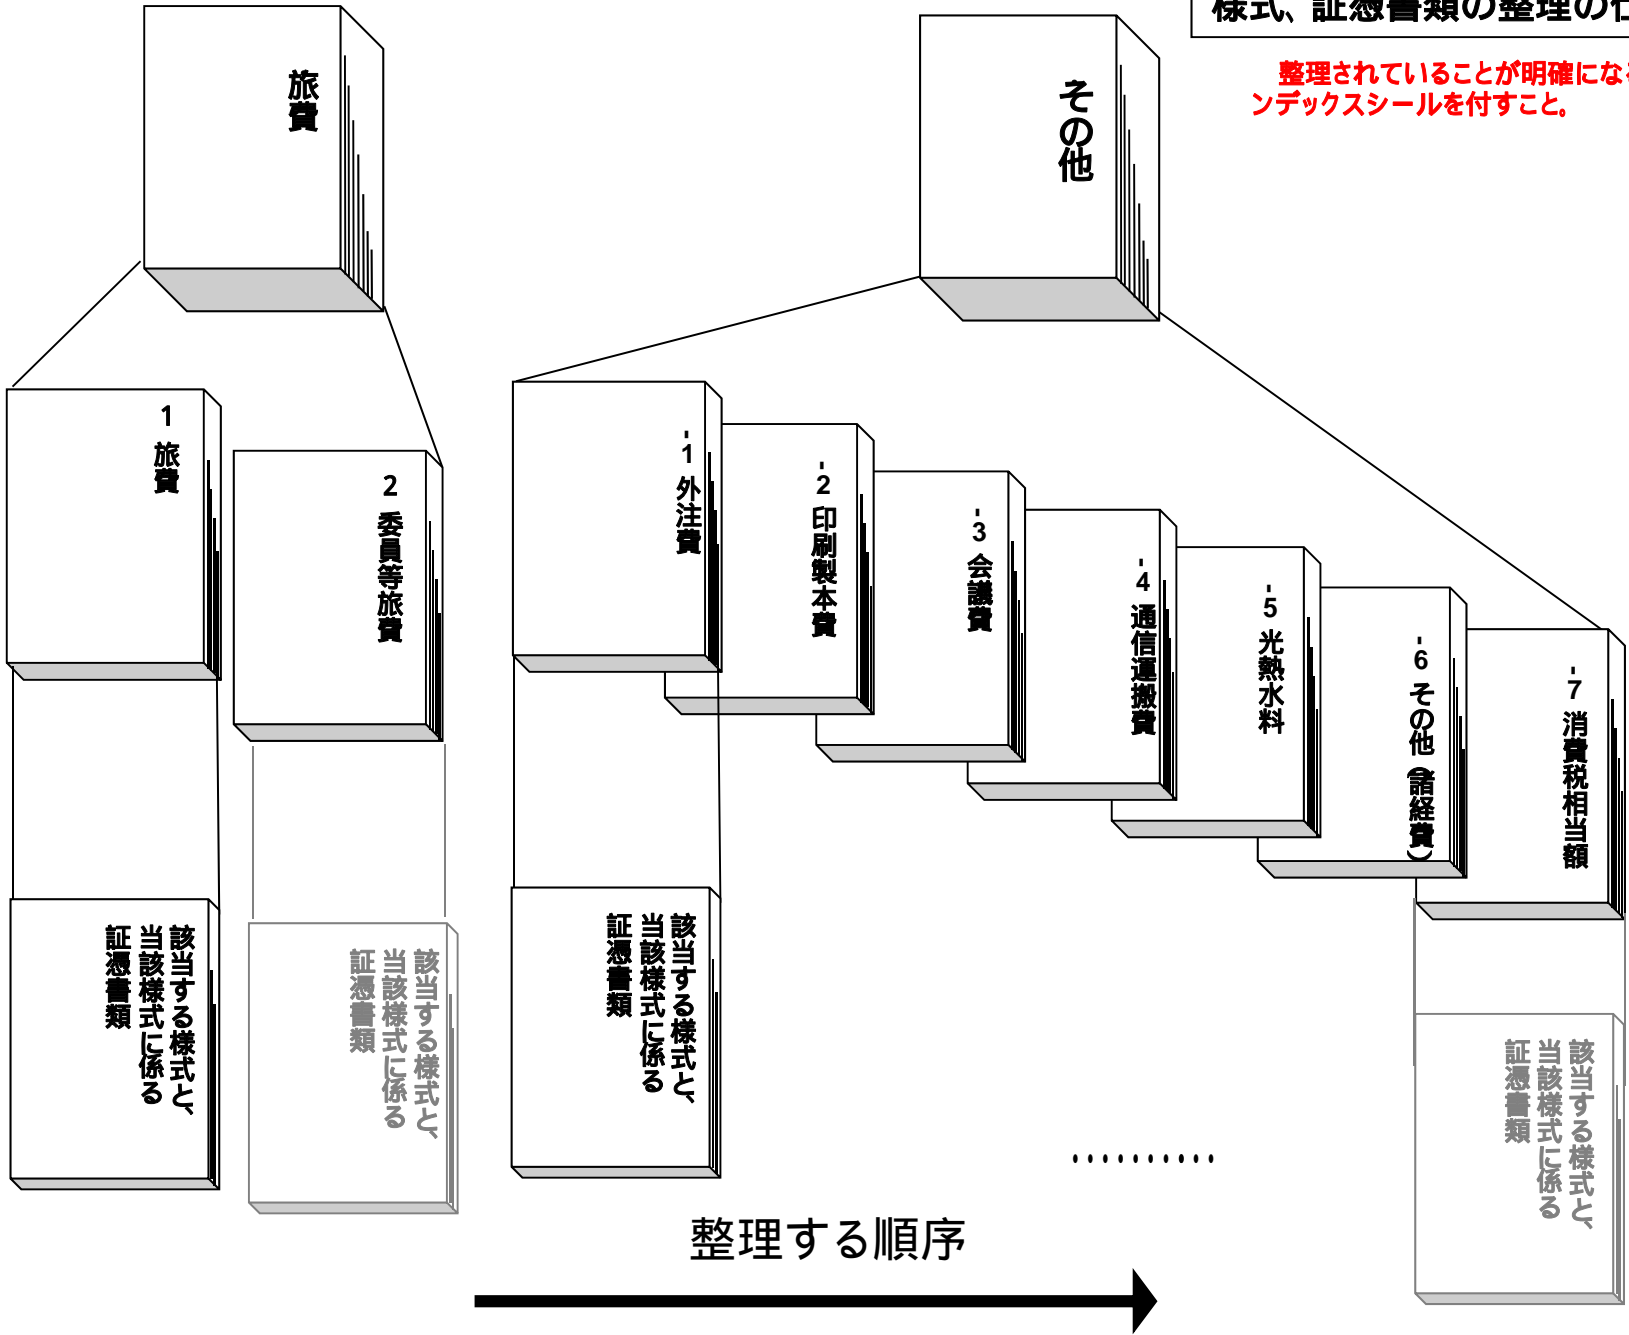 様式、証憑書類の整理の仕
整理されていることが明確になる
ンデックスシールを付すこと。
旅費
その他
1 旅費
2 委員等旅費
-1 外注費
-2 印刷製本費
-3 会議費
-4 通信運搬費
-5 光熱水料
-6 その他(諸経費)
-7 消費税相当額
該当する様式と、
当該様式に係る
証憑書類
該当する様式と、
当該様式に係る
証憑書類
該当する様式と、
当該様式に係る
証憑書類
該当する様式と、
当該様式に係る
証憑書類
・・・・・・・・・・
整理する順序